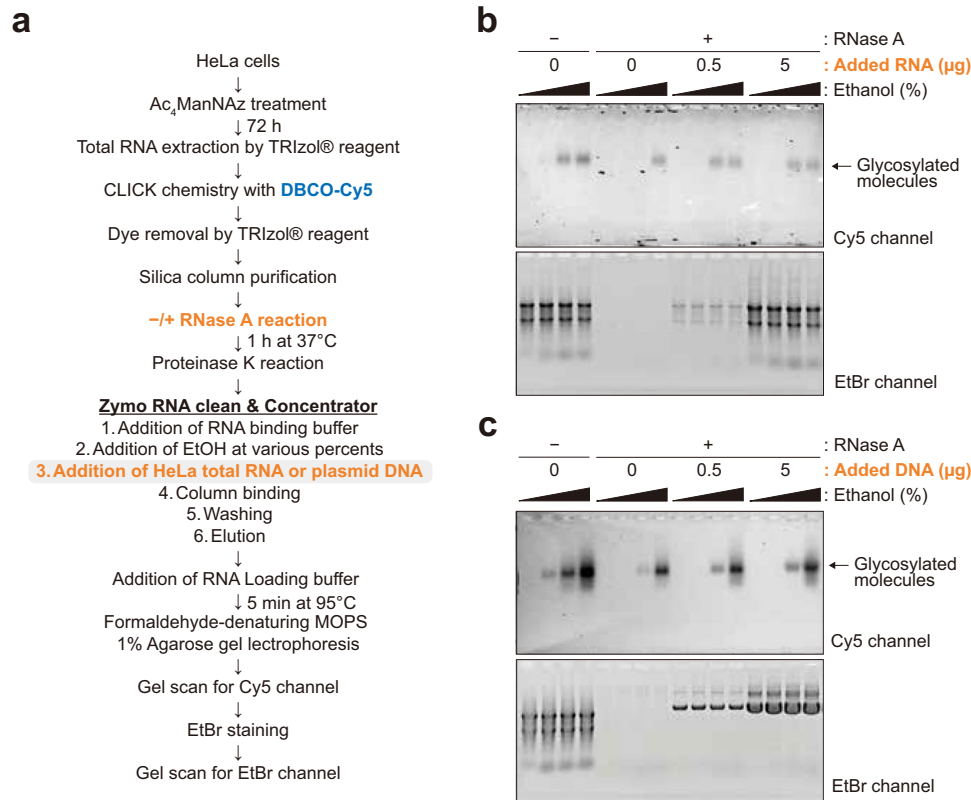 a
HeLa cells
↓
Ac4ManNAz treatment
↓ 72 h
Total RNA extraction by TRIzol® reagent
↓
CLICK chemistry with DBCO-Cy5
↓
Dye removal by TRIzol® reagent
↓
Silica column purification
↓
−/+ RNase A reaction
↓ 1 h at 37°C
Proteinase K reaction
↓
Zymo RNA clean & Concentrator
1. Addition of RNA binding buffer
2. Addition of EtOH at various percents
3. Addition of HeLa total RNA or plasmid DNA
4. Column binding
5. Washing
6. Elution
↓
Addition of RNA Loading buffer
↓ 5 min at 95°C
Formaldehyde-denaturing MOPS
1% Agarose gel lectrophoresis
↓
Gel scan for Cy5 channel
↓
EtBr staining
↓
Gel scan for EtBr channel
b
− + : RNase A
0 0 0.5 5 : Added RNA (µg)
: Ethanol (%)
← Glycosylated
molecules
Cy5 channel
EtBr channel
c
− + : RNase A
0 0 0.5 5 : Added DNA (µg)
: Ethanol (%)
← Glycosylated
molecules
Cy5 channel
EtBr channel